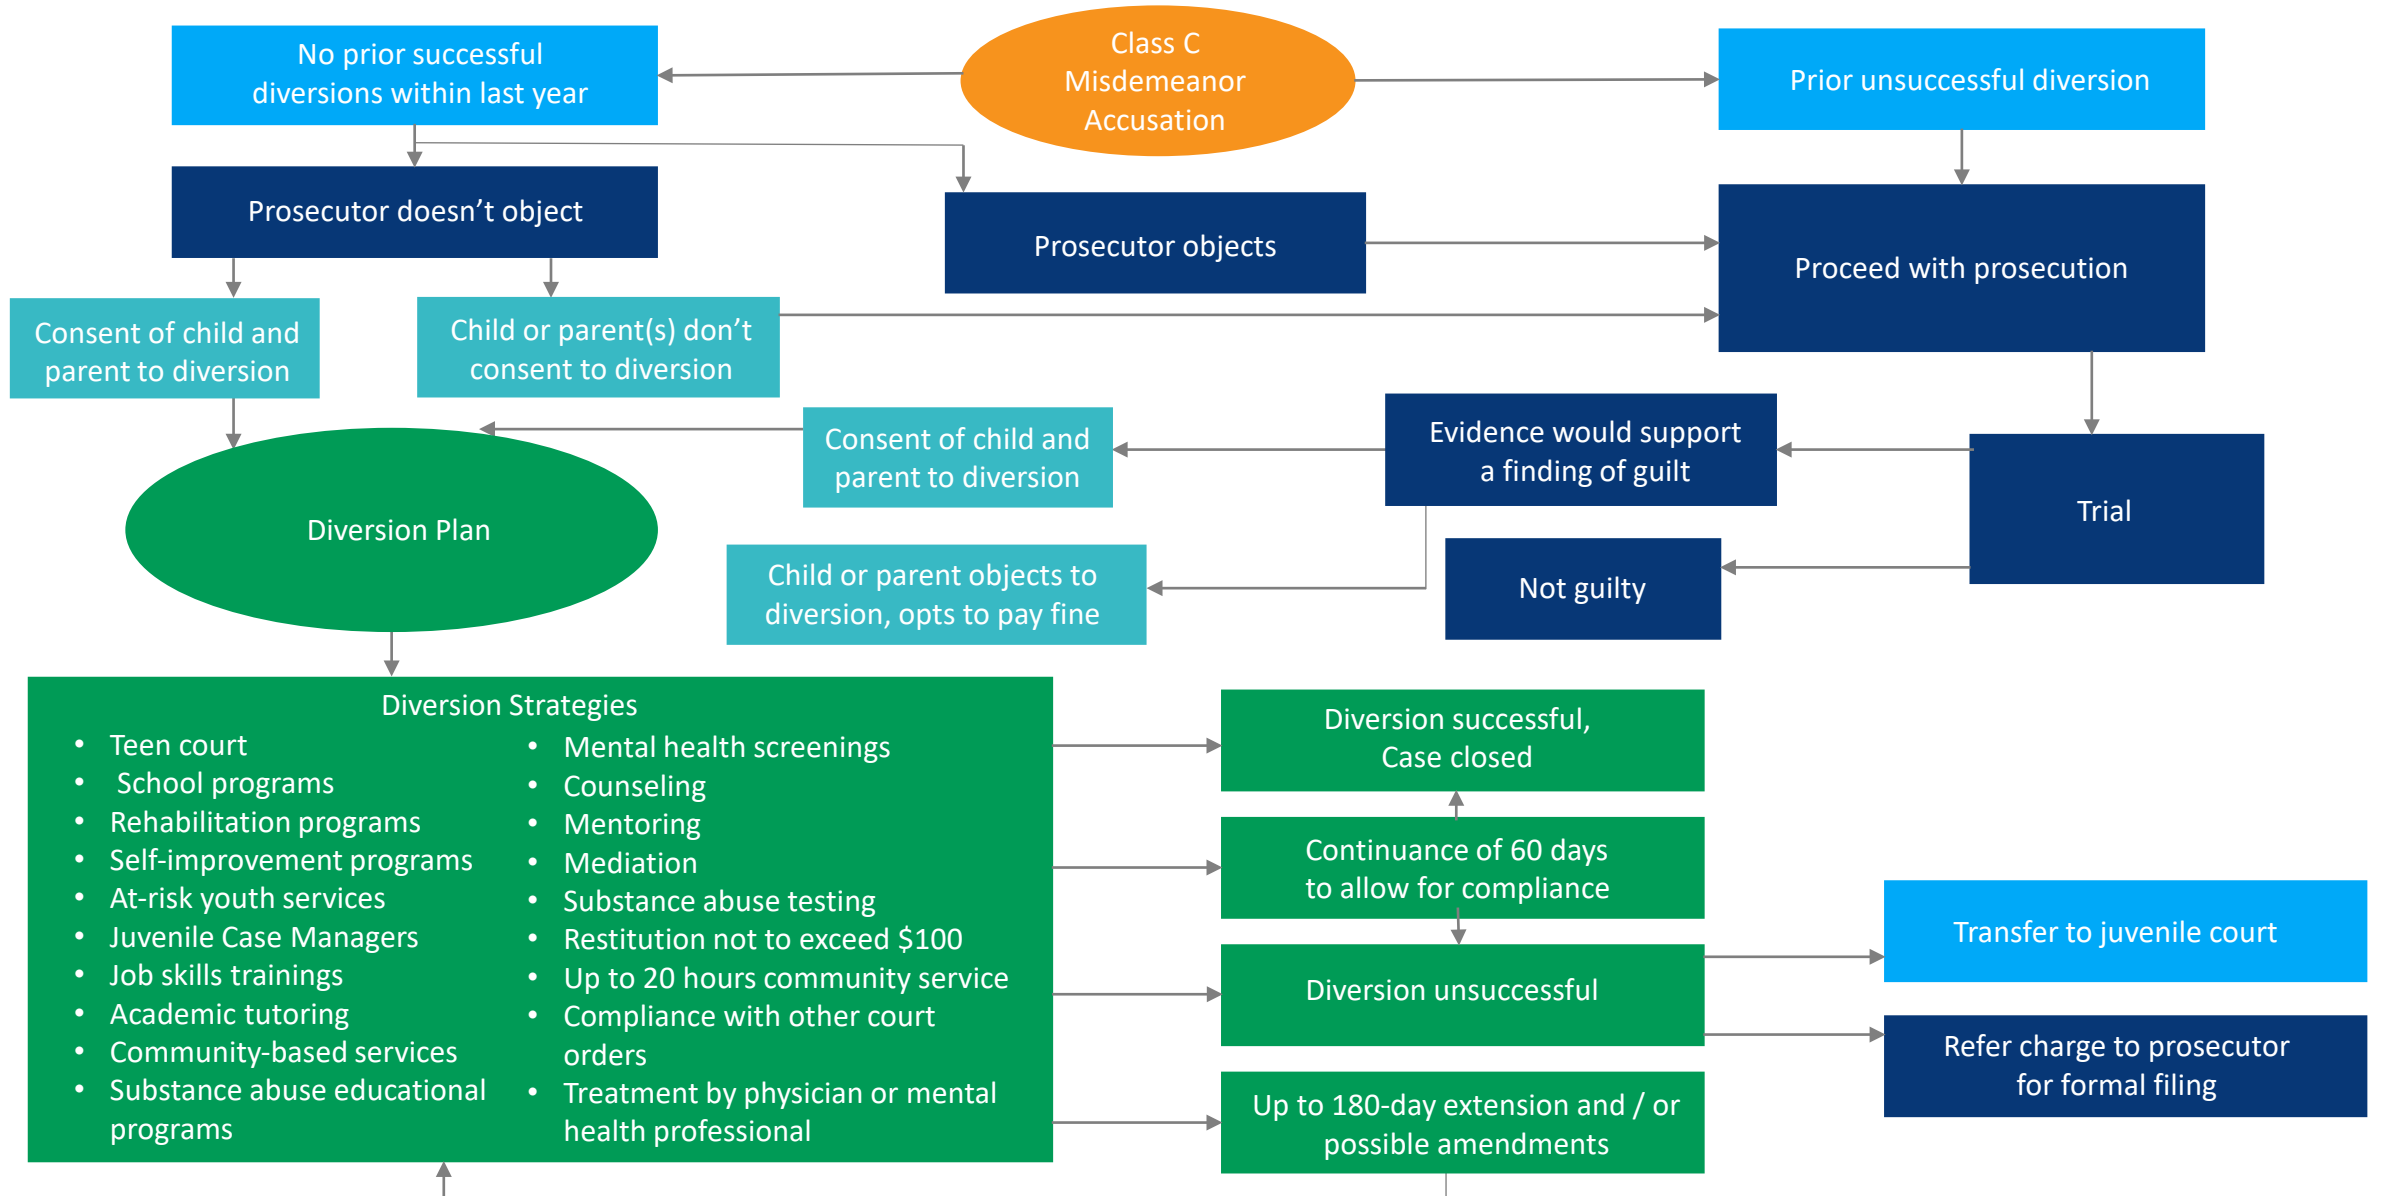 No prior successful
diversions within last year
Class C
Misdemeanor
Accusation
Prior unsuccessful diversion
Prosecutor doesn’t object
Prosecutor objects
Proceed with prosecution
Consent of child and
parent to diversion
Child or parent(s) don’t
consent to diversion
Consent of child and
parent to diversion
Evidence would support
a finding of guilt
Trial
Diversion Plan
Child or parent objects to
diversion, opts to pay fine
Not guilty
Diversion Strategies
• Teen court
• School programs
• Rehabilitation programs
• Self-improvement programs
• At-risk youth services
• Juvenile Case Managers
• Job skills trainings
• Academic tutoring
• Community-based services
• Substance abuse educational
programs
• Mental health screenings
• Counseling
• Mentoring
• Mediation
• Substance abuse testing
• Restitution not to exceed $100
• Up to 20 hours community service
• Compliance with other court
orders
• Treatment by physician or mental
health professional
Diversion successful,
Case closed
Continuance of 60 days
to allow for compliance
Diversion unsuccessful
Up to 180-day extension and / or
possible amendments
Transfer to juvenile court
Refer charge to prosecutor
for formal filing